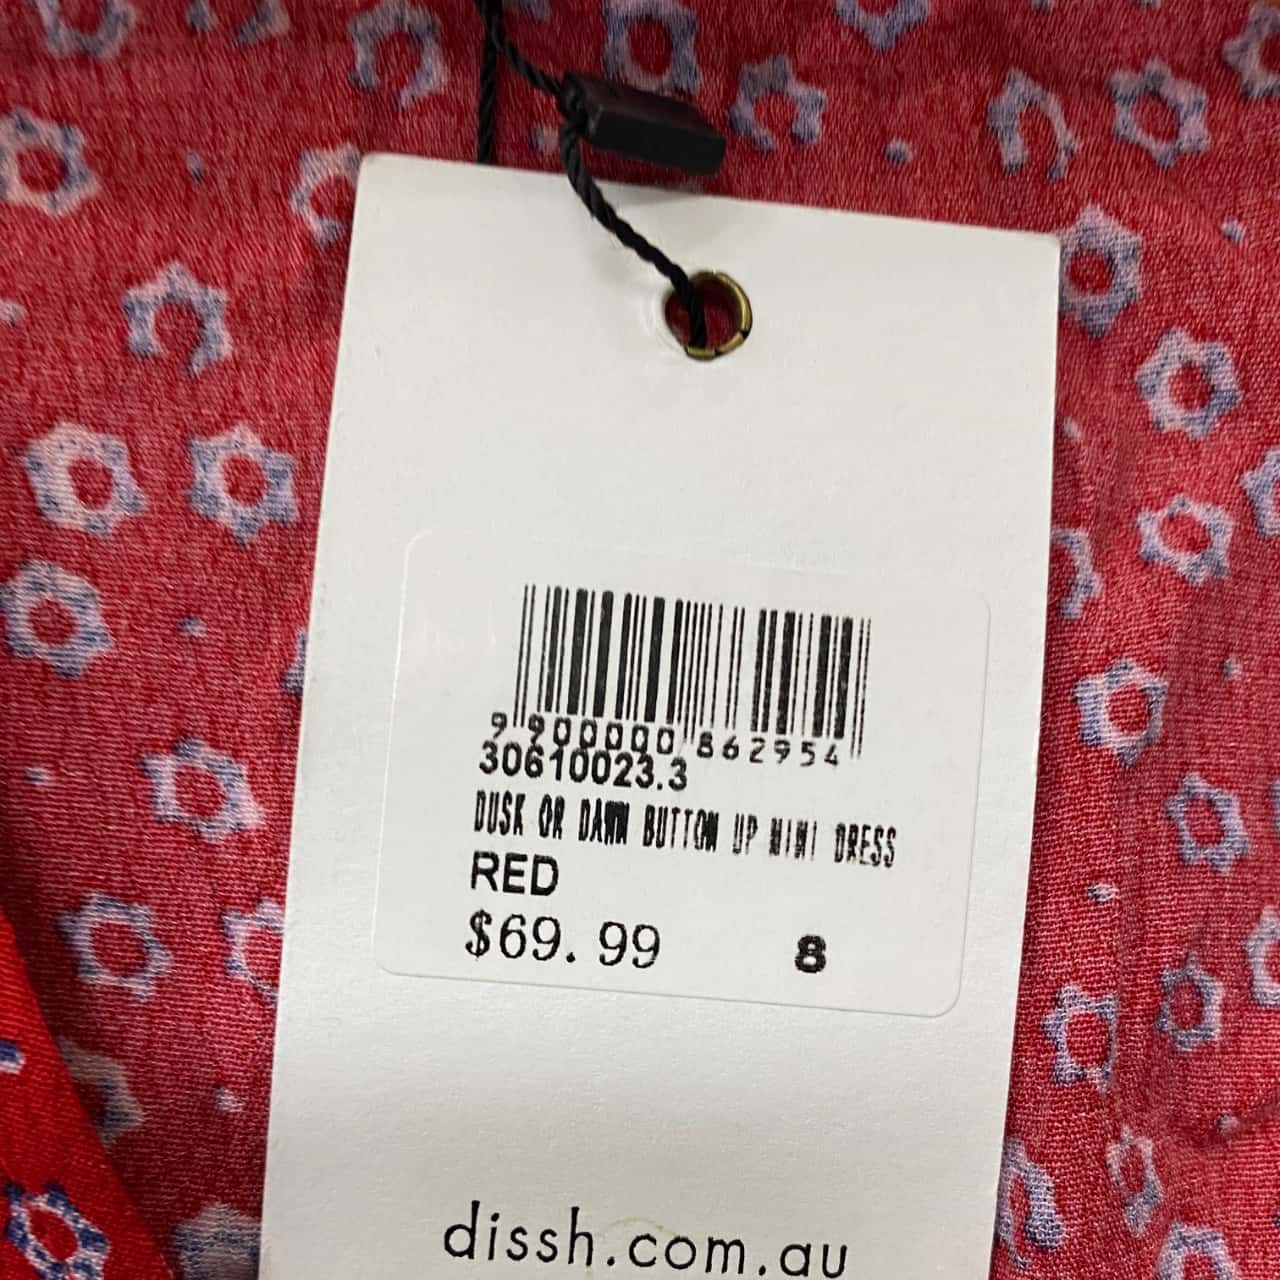 9 900000 862954
30610023.3
DUSK OR DAWN BUTTON UP MINI DRESS
RED
$69.99 8
dissh.com.au